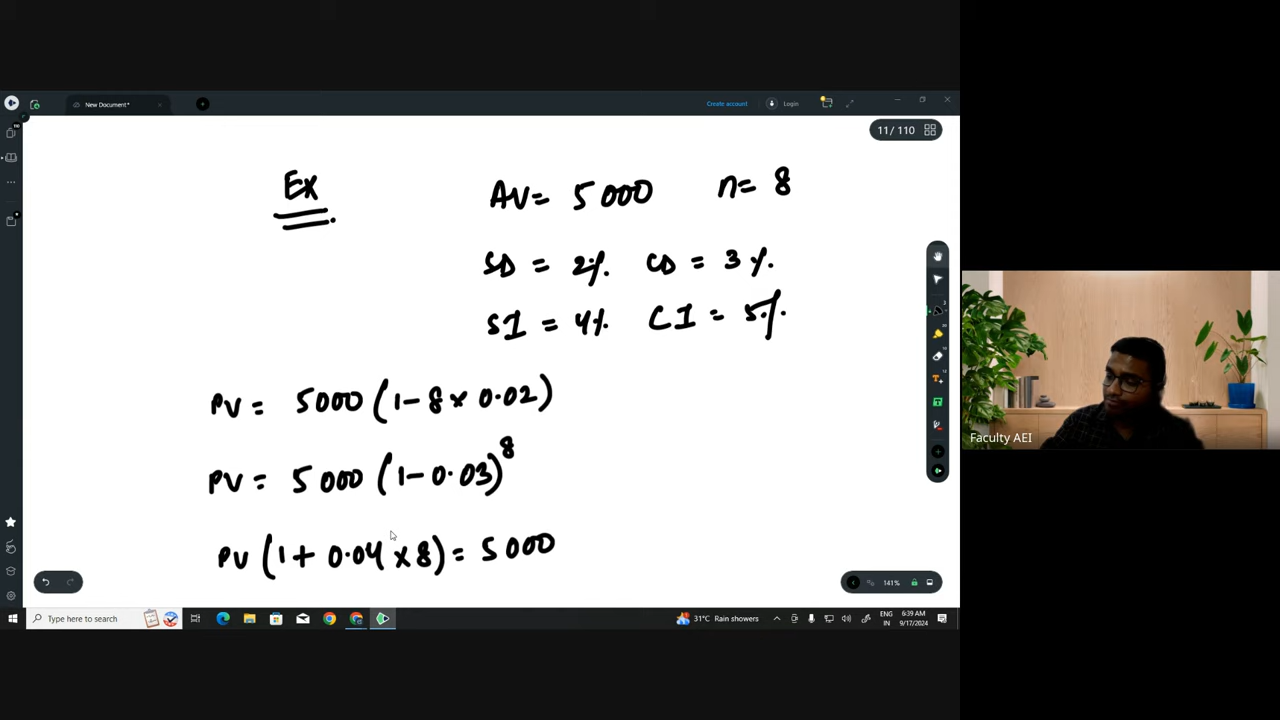 New Document*
Create account
Login
11/ 110
Ex
AV= 5000 n= 8
SD = 2% CD = 3%
SI = 4% CI = 5%
PV = 5000 (1-8×0.02)
PV = 5000 (1-0.03)^8
PV (1+ 0.04×8) = 5000
Faculty AEI
141%
Type here to search
31°C Rain showers
ENG
IN
6:39 AM
9/17/2024